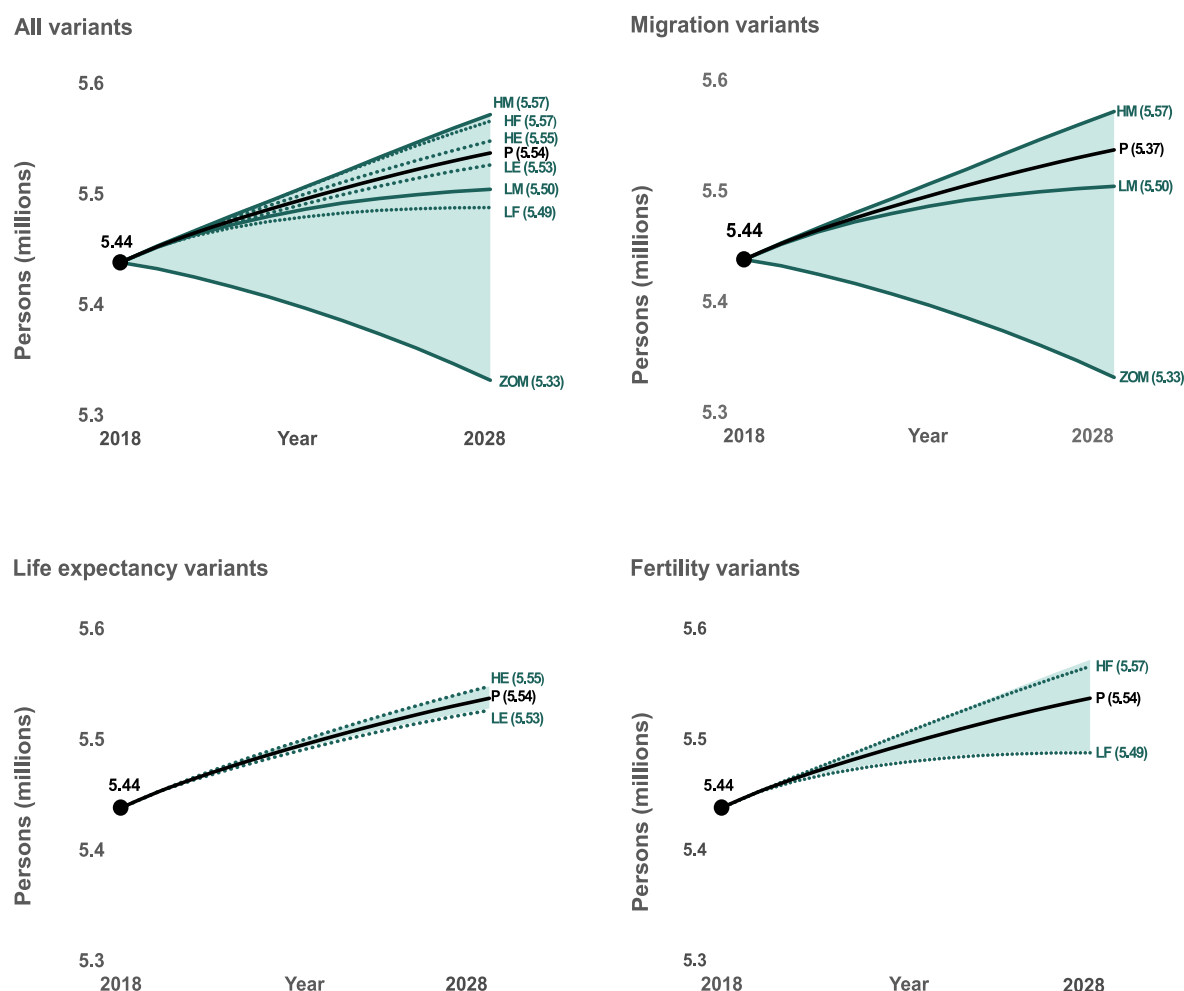 All variants
5.6
HM (5.57)
HF (5.57)
HE (5.55)
P (5.54)
LE (5.53)
5.5
LM (5.50)
LF (5.49)
5.44
5.4
ZOM (5.33)
5.3
Persons (millions)
2018 Year 2028
Migration variants
5.6
HM (5.57)
P (5.37)
5.5
LM (5.50)
5.44
5.4
ZOM (5.33)
5.3
Persons (millions)
2018 Year 2028
Life expectancy variants
5.6
HE (5.55)
P (5.54)
LE (5.53)
5.5
5.44
5.4
5.3
Persons (millions)
2018 Year 2028
Fertility variants
5.6
HF (5.57)
P (5.54)
5.5
LF (5.49)
5.44
5.4
5.3
Persons (millions)
2018 Year 2028